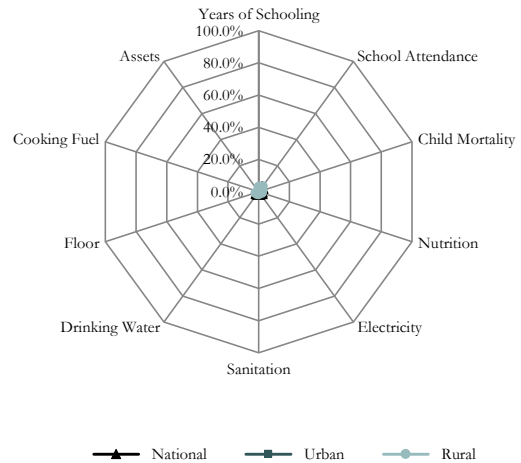 Years of Schooling
100.0%
Assets
School Attendance
80.0%
60.0%
40.0%
Cooking Fuel
Child Mortality
20.0%
0.0%
Floor
Nutrition
Drinking Water
Electricity
Sanitation
National Urban Rural